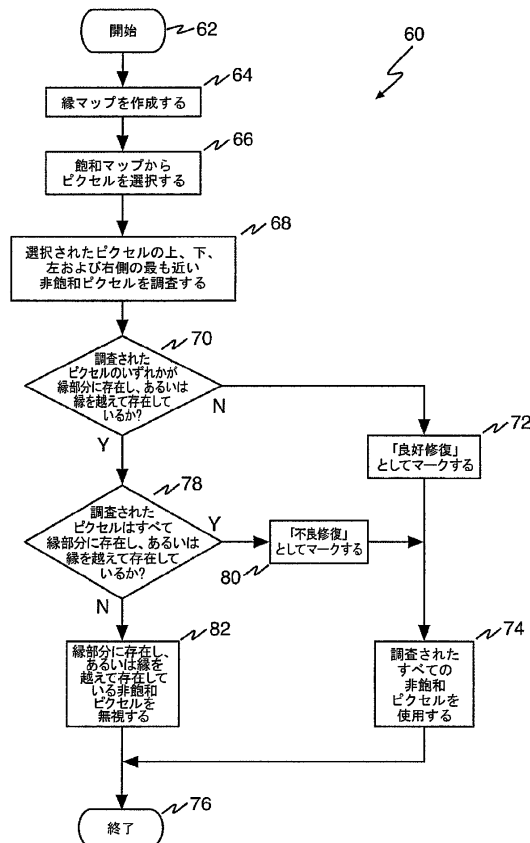 開始
62
60
64
縁マップを作成する
66
飽和マップから
ピクセルを選択する
68
選択されたピクセルの上、下、
左および右側の最も近い
非飽和ピクセルを調査する
70
調査された
ピクセルのいずれかが
縁部分に存在し、あるいは
縁を越えて存在して
いるか?
N
Y
72
「良好修復」
としてマークする
78
調査された
ピクセルはすべて
縁部分に存在し、あるいは
縁を越えて存在して
いるか?
Y
N
「不良修復」
としてマークする
80
82
縁部分に存在し、
あるいは縁を
越えて存在して
いる非飽和
ピクセルを
無視する
74
調査された
すべての
非飽和
ピクセルを
使用する
終了
76